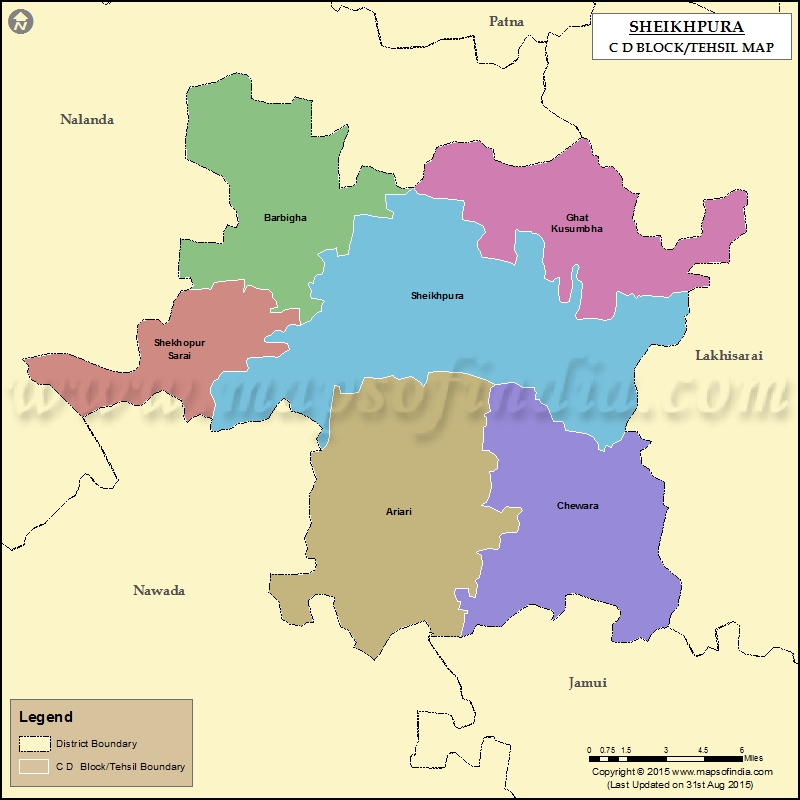 N
Patna
SHEIKHPURA
C D BLOCK/TEHSIL MAP
Nalanda
Barbigha
Ghat
Kusumbha
Sheikhpura
Shekhopur
Sarai
Lakhisarai
www.mapsofindia.com
Ariari
Chewara
Nawada
Jamui
Legend
District Boundary
C D Block/Tehsil Boundary
0 0.75 1.5 3 4.5 6
Miles
Copyright © 2015 www.mapsofindia.com
(Last Updated on 31st Aug 2015)